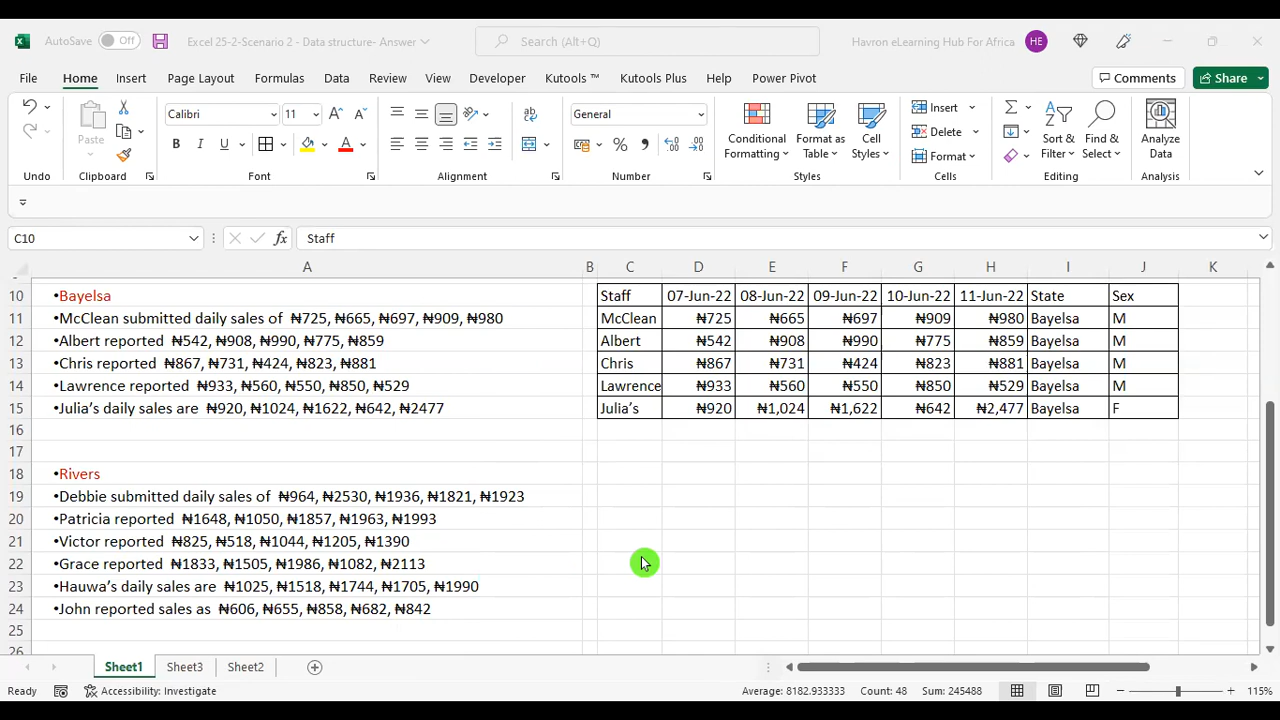 AutoSave Off Excel 25-2-Scenario 2 - Data structure- Answer Search (Alt+Q) Havron eLearning Hub For Africa HE
File Home Insert Page Layout Formulas Data Review View Developer Kutools ™ Kutools Plus Help Power Pivot Comments Share
Calibri 11 General Insert
Paste Delete
B I U A % Format
Conditional Formatting Format as Table Cell Styles Sort & Filter Find & Select Analyze Data
Undo Clipboard Font Alignment Number Styles Cells Editing Analysis
C10 fx Staff
A B C D E F G H I J K
10 •Bayelsa Staff 07-Jun-22 08-Jun-22 09-Jun-22 10-Jun-22 11-Jun-22 State Sex
11 •McClean submitted daily sales of ₦725, ₦665, ₦697, ₦909, ₦980 McClean ₦725 ₦665 ₦697 ₦909 ₦980 Bayelsa M
12 •Albert reported ₦542, ₦908, ₦990, ₦775, ₦859 Albert ₦542 ₦908 ₦990 ₦775 ₦859 Bayelsa M
13 •Chris reported ₦867, ₦731, ₦424, ₦823, ₦881 Chris ₦867 ₦731 ₦424 ₦823 ₦881 Bayelsa M
14 •Lawrence reported ₦933, ₦560, ₦550, ₦850, ₦529 Lawrence ₦933 ₦560 ₦550 ₦850 ₦529 Bayelsa M
15 •Julia’s daily sales are ₦920, ₦1024, ₦1622, ₦642, ₦2477 Julia’s ₦920 ₦1,024 ₦1,622 ₦642 ₦2,477 Bayelsa F
16
17
18 •Rivers
19 •Debbie submitted daily sales of ₦964, ₦2530, ₦1936, ₦1821, ₦1923
20 •Patricia reported ₦1648, ₦1050, ₦1857, ₦1963, ₦1993
21 •Victor reported ₦825, ₦518, ₦1044, ₦1205, ₦1390
22 •Grace reported ₦1833, ₦1505, ₦1986, ₦1082, ₦2113
23 •Hauwa’s daily sales are ₦1025, ₦1518, ₦1744, ₦1705, ₦1990
24 •John reported sales as ₦606, ₦655, ₦858, ₦682, ₦842
25
26
Sheet1 Sheet3 Sheet2
Ready Accessibility: Investigate Average: 8182.933333 Count: 48 Sum: 245488 115%